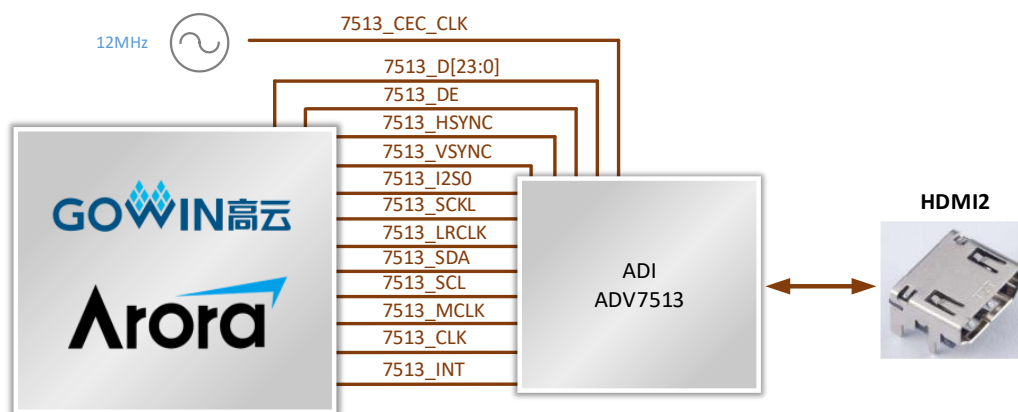 7513_CEC_CLK
12MHz
7513_D[23:0]
7513_DE
7513_HSYNC
7513_VSYNC
7513_I2S0
7513_SCKL
7513_LRCLK
7513_SDA
7513_SCL
7513_MCLK
7513_CLK
7513_INT
GOWIN高云
Arora
ADI
ADV7513
HDMI2